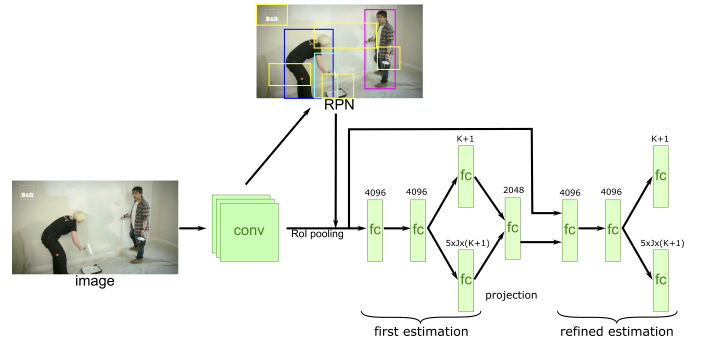 B&Q
RPN
B&Q
image
conv
RoI pooling
4096
fc
4096
fc
K+1
fc
5xJx(K+1)
fc
2048
fc
projection
4096
fc
4096
fc
K+1
fc
5xJx(K+1)
fc
first estimation
refined estimation